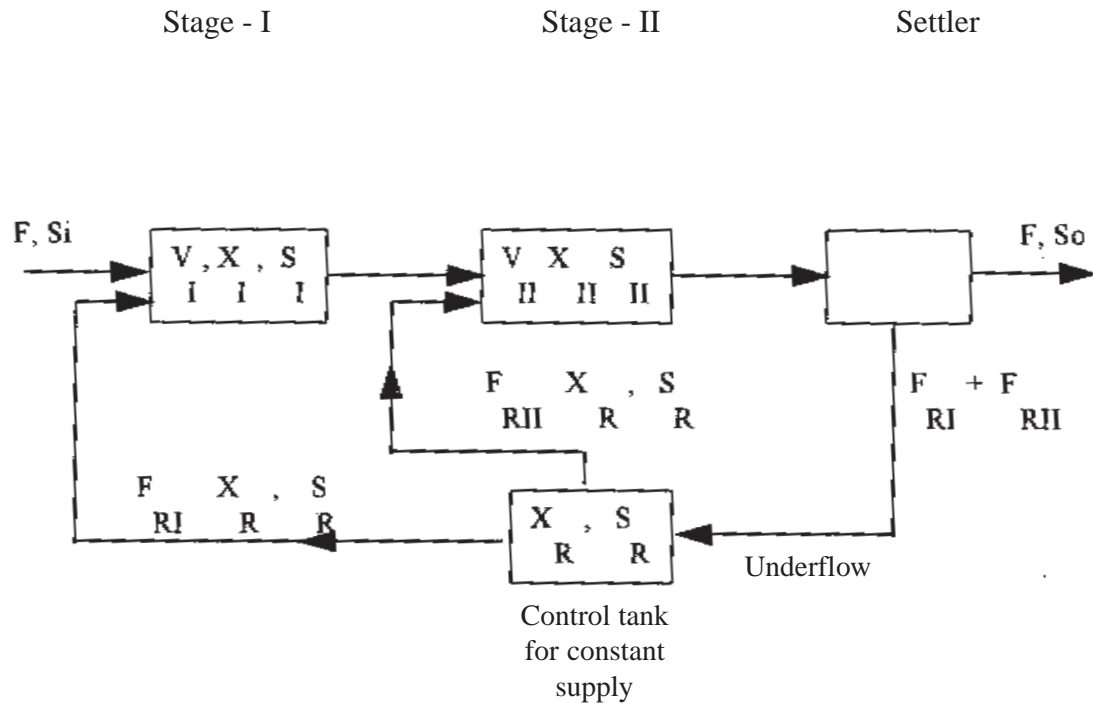 Stage - I Stage - II Settler
F, Si
V , X , S
I I I
V X S
II II II
F, So
F X , S
RII R R
F + F
RI RII
F X , S
RI R R
X , S
R R
Underflow
Control tank
for constant
supply